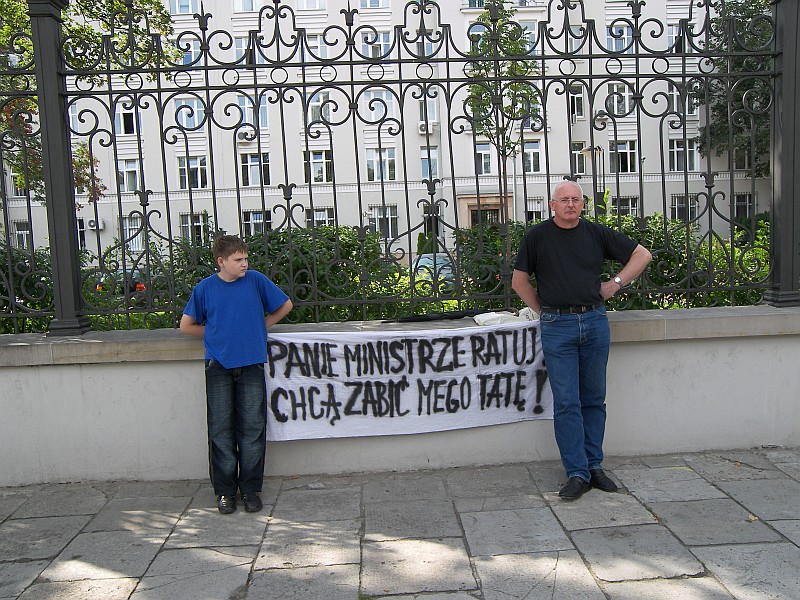 PANIE MINISTRZE RATUJ
CHCĄ ZABIĆ MEGO TATĘ!